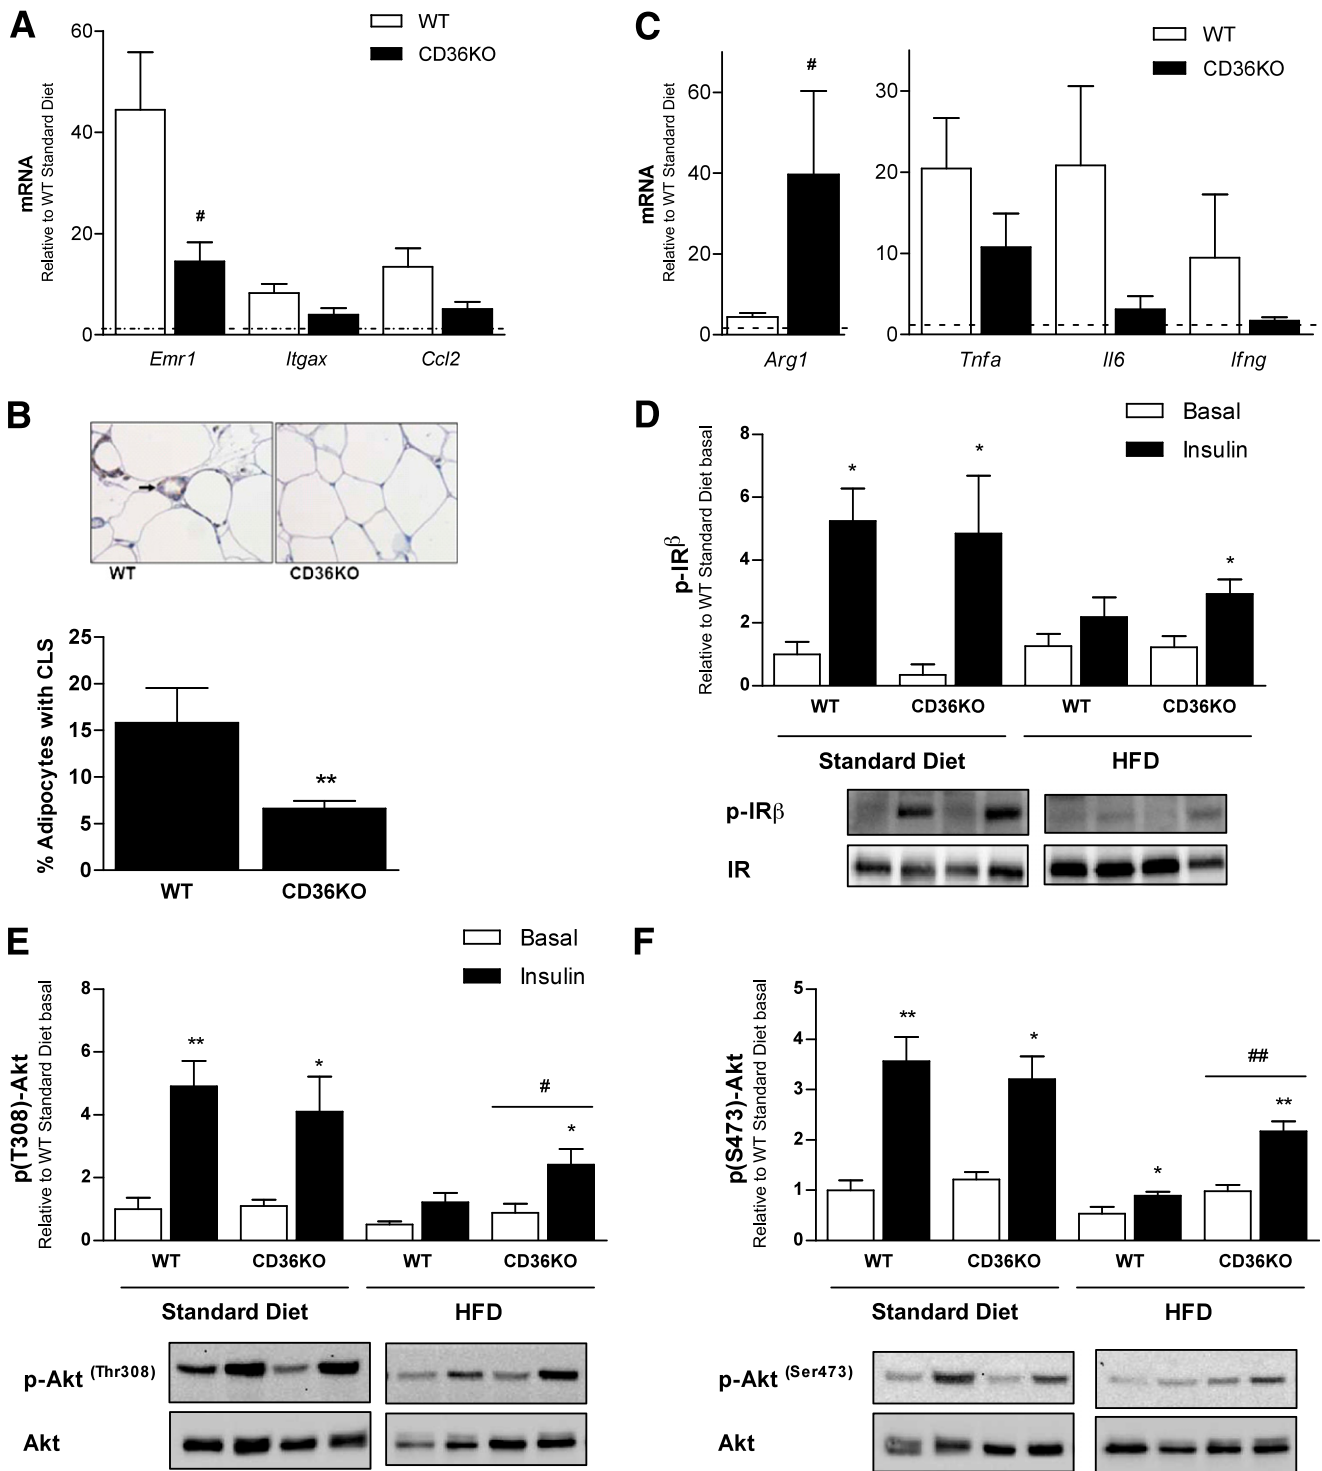 A
WT
CD36KO
mRNA
Relative to WT Standard Diet
60
40
20
0
#
Emr1 Itgax Ccl2
C
WT
CD36KO
mRNA
Relative to WT Standard Diet
60
40
20
0
#
Arg1
30
20
10
0
Tnfa Il6 Ifng
B
WT CD36KO
% Adipocytes with CLS
25
20
15
10
5
0
**
WT CD36KO
D
Basal
Insulin
p-IRβ
Relative to WT Standard Diet basal
8
6
4
2
0
* * *
WT CD36KO WT CD36KO
Standard Diet HFD
p-IRβ
IR
E
Basal
Insulin
p(T308)-Akt
Relative to WT Standard Diet basal
8
6
4
2
0
** * # *
WT CD36KO WT CD36KO
Standard Diet HFD
p-Akt (Thr308)
Akt
F
p(S473)-Akt
Relative to WT Standard Diet basal
5
4
3
2
1
0
** * * ## **
WT CD36KO WT CD36KO
Standard Diet HFD
p-Akt (Ser473)
Akt